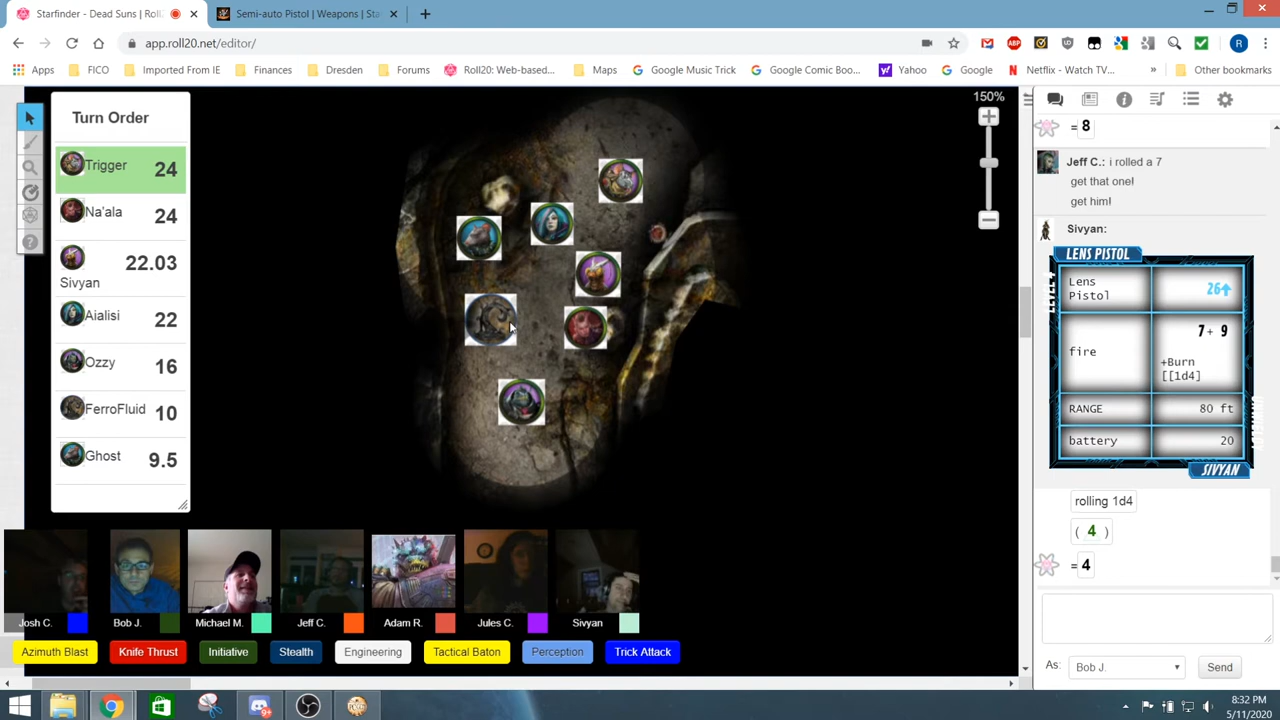 Starfinder - Dead Suns | Roll
Semi-auto Pistol | Weapons | Sta
app.roll20.net/editor/
Apps
FICO
Imported From IE
Finances
Dresden
Forums
Roll20: Web-based...
Maps
Google Music Trick
Google Comic Boo...
Yahoo
Google
Netflix - Watch TV...
Other bookmarks
Turn Order
Trigger 24
Na'ala 24
22.03
Sivyan
Aialisi 22
Ozzy 16
FerroFluid 10
Ghost 9.5
150%
= 8
Jeff C.: i rolled a 7
get that one!
get him!
Sivyan:
LENS PISTOL
LEVEL 4
Lens
Pistol
26
fire
7 + 9
+Burn
[[1d4]
RANGE 80 ft
battery 20
SIVYAN
rolling 1d4
( 4 )
= 4
Josh C.
Bob J.
Michael M.
Jeff C.
Adam R.
Jules C.
Sivyan
Azimuth Blast
Knife Thrust
Initiative
Stealth
Engineering
Tactical Baton
Perception
Trick Attack
As: Bob J. Send
8:32 PM
5/11/2020